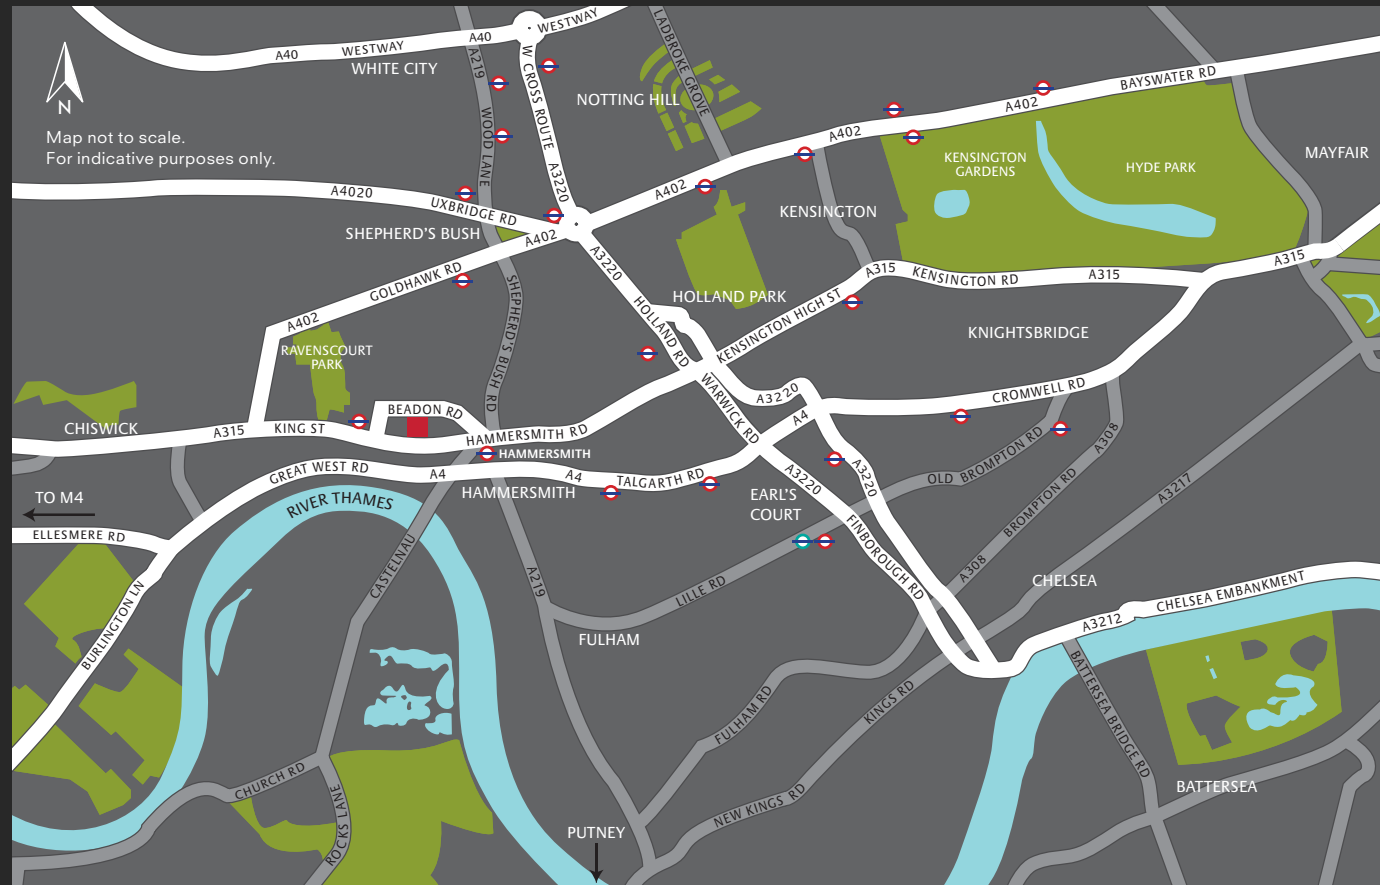 WESTWAY
A40
WESTWAY
A40
WHITE CITY
A219
W CROSS ROUTE
LADBROKE GROVE
NOTTING HILL
BAYSWATER RD
A402
A402
N
Map not to scale.
For indicative purposes only.
WOOD LANE
A3220
KENSINGTON
GARDENS
HYDE PARK
MAYFAIR
A4020
UXBRIDGE RD
A402
KENSINGTON
SHEPHERD'S BUSH
A402
A3220
GOLDHAWK RD
A402
SHEPHERD'S BUSH RD
HOLLAND RD
HOLLAND PARK
KENSINGTON HIGH ST
A315
KENSINGTON RD
A315
A315
KNIGHTSBRIDGE
RAVENSCOURT
PARK
WARWICK RD
A3220
A4
CROMWELL RD
CHISWICK
A315
KING ST
BEADON RD
HAMMERSMITH RD
HAMMERSMITH
GREAT WEST RD
A4
HAMMERSMITH
A4
TALGARTH RD
A3220
A3220
OLD BROMPTON RD
BROMPTON RD
A308
A308
A3217
TO M4
ELLESMERE RD
RIVER THAMES
EARL'S
COURT
FINBOROUGH RD
CASTELNAU
A219
LILLE RD
CHELSEA
CHELSEA EMBANKMENT
A3212
BURLINGTON LN
FULHAM
FULHAM RD
KINGS RD
BATTERSEA BRIDGE RD
CHURCH RD
ROCKS LANE
NEW KINGS RD
BATTERSEA
PUTNEY